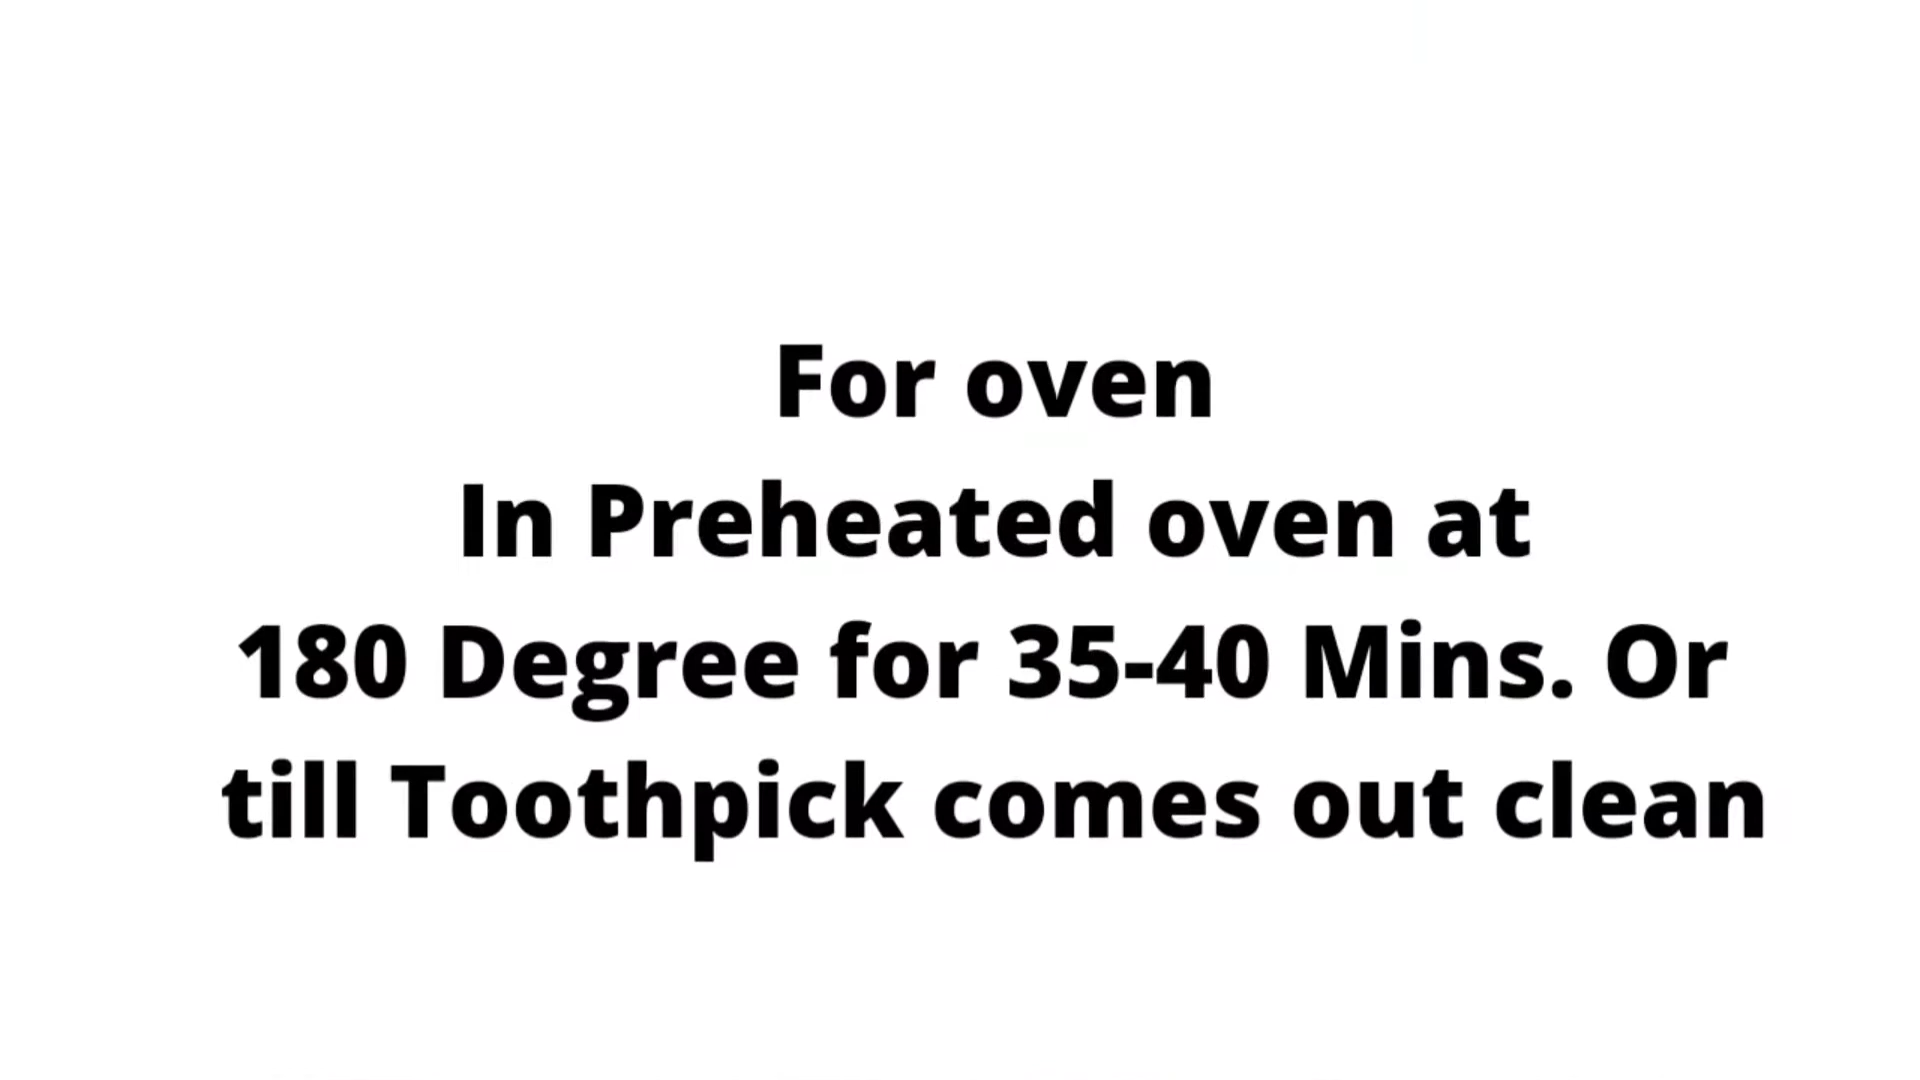 For oven
In Preheated oven at
180 Degree for 35-40 Mins. Or
till Toothpick comes out clean